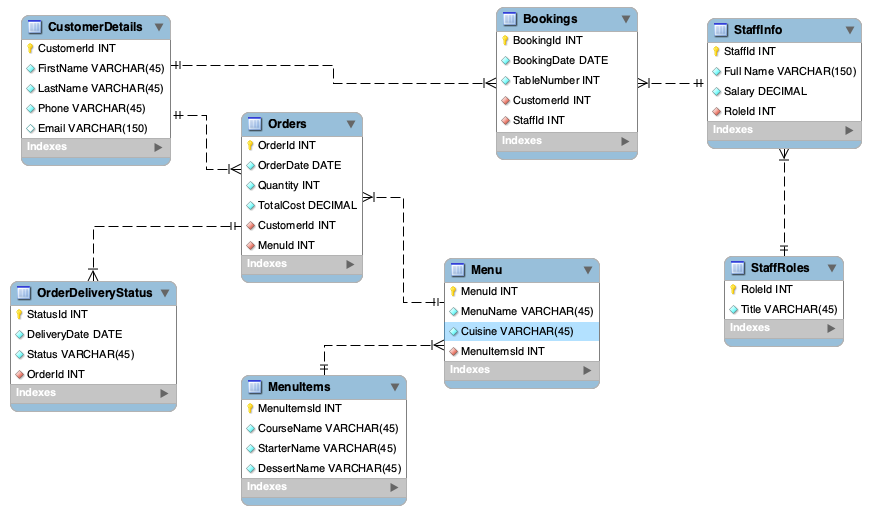 CustomerDetails
CustomerId INT
FirstName VARCHAR(45)
LastName VARCHAR(45)
Phone VARCHAR(45)
Email VARCHAR(150)
Indexes
Bookings
BookingId INT
BookingDate DATE
TableNumber INT
CustomerId INT
StaffId INT
Indexes
StaffInfo
StaffId INT
Full Name VARCHAR(150)
Salary DECIMAL
RoleId INT
Indexes
Orders
OrderId INT
OrderDate DATE
Quantity INT
TotalCost DECIMAL
CustomerId INT
MenuId INT
Indexes
OrderDeliveryStatus
StatusId INT
DeliveryDate DATE
Status VARCHAR(45)
OrderId INT
Indexes
Menu
MenuId INT
MenuName VARCHAR(45)
Cuisine VARCHAR(45)
MenuItemsId INT
Indexes
StaffRoles
RoleId INT
Title VARCHAR(45)
Indexes
MenuItems
MenuItemsId INT
CourseName VARCHAR(45)
StarterName VARCHAR(45)
DessertName VARCHAR(45)
Indexes